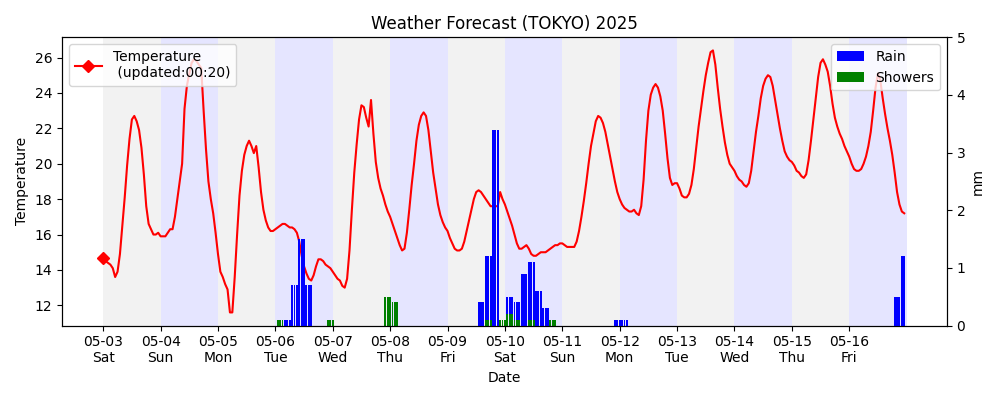 Weather Forecast (TOKYO) 2025
Temperature
(updated:00:20)
Rain
Showers
Temperature
26
24
22
20
18
16
14
12
5
4
3
2
1
0
mm
05-03 05-04 05-05 05-06 05-07 05-08 05-09 05-10 05-11 05-12 05-13 05-14 05-15 05-16
Sat Sun Mon Tue Wed Thu Fri Sat Sun Mon Tue Wed Thu Fri
Date